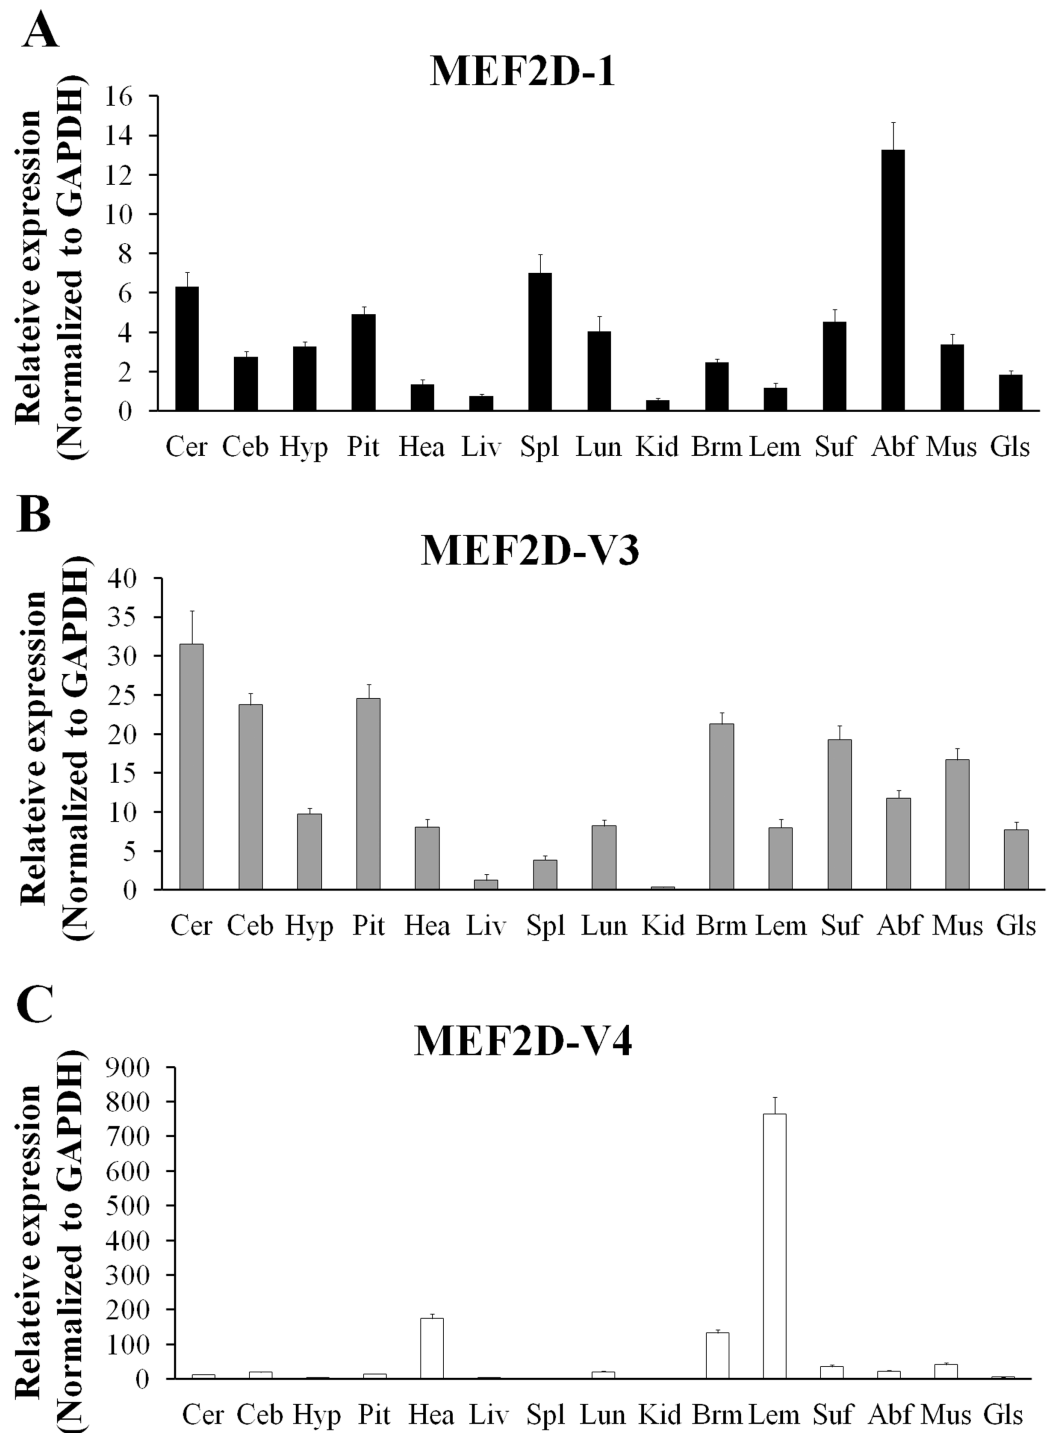 A
MEF2D-1
Relateive expression
(Normalized to GAPDH)
16
14
12
10
8
6
4
2
0
Cer Ceb Hyp Pit Hea Liv Spl Lun Kid Brm Lem Suf Abf Mus Gls
B
MEF2D-V3
Relateive expression
(Normalized to GAPDH)
40
35
30
25
20
15
10
5
0
Cer Ceb Hyp Pit Hea Liv Spl Lun Kid Brm Lem Suf Abf Mus Gls
C
MEF2D-V4
Relateive expression
(Normalized to GAPDH)
900
800
700
600
500
400
300
200
100
0
Cer Ceb Hyp Pit Hea Liv Spl Lun Kid Brm Lem Suf Abf Mus Gls